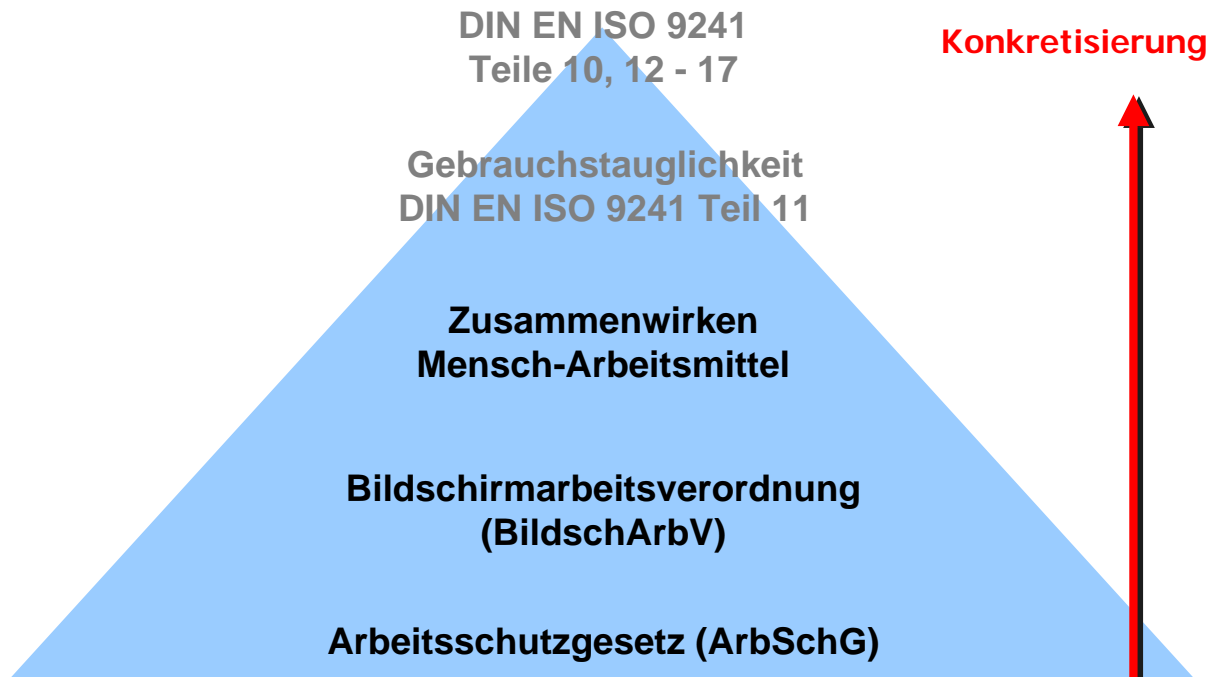 DIN EN ISO 9241
Teile 10, 12 - 17
Konkretisierung
Gebrauchstauglichkeit
DIN EN ISO 9241 Teil 11
Zusammenwirken
Mensch-Arbeitsmittel
Bildschirmarbeitsverordnung
(BildschArbV)
Arbeitsschutzgesetz (ArbSchG)